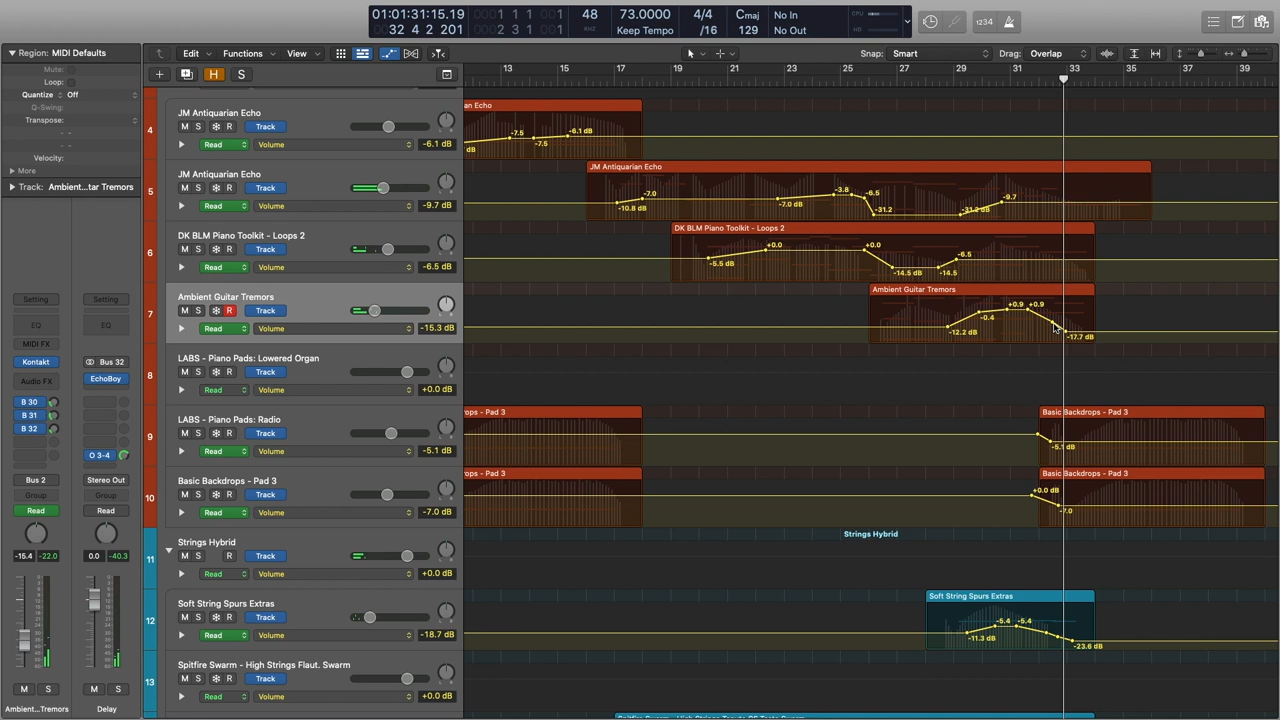 01:01:31:15.19 0001 1 1 1 48 73.0000 4/4 Cmaj No In CPU
32 4 2 201 0002 3 1 001 KHZ Keep Tempo /16 129 No Out HD
1234
Region: MIDI Defaults
Mute:
Loop:
Quantize Off
Q-Swing:
Transpose:
Velocity:
More
Track: Ambient...tar Tremors
Edit Functions View Snap: Smart Drag: Overlap
H S
13 15 17 19 21 23 25 27 29 31 33 35 37 39
4 JM Antiquarian Echo
M S R Track
Read Volume -6.1 dB
an Echo
-7.5 -6.1 dB
dB -7.5
5 JM Antiquarian Echo
M S R Track
Read Volume -9.7 dB
JM Antiquarian Echo
-10.8 dB -7.0 -7.0 dB -3.8 -6.5 -31.2 -31.2 dB -9.7
6 DK BLM Piano Toolkit - Loops 2
M S R Track
Read Volume -6.5 dB
DK BLM Piano Toolkit - Loops 2
-5.5 dB +0.0 +0.0 -14.5 dB -14.5 -6.5
7 Ambient Guitar Tremors
M S R Track
Read Volume -15.3 dB
Ambient Guitar Tremors
-12.2 dB -0.4 +0.9 +0.9 -17.7 dB
8 LABS - Piano Pads: Lowered Organ
M S R Track
Read Volume +0.0 dB
9 LABS - Piano Pads: Radio
M S R Track
Read Volume -5.1 dB
rops - Pad 3 Basic Backdrops - Pad 3
-5.1 dB
10 Basic Backdrops - Pad 3
M S R Track
Read Volume -7.0 dB
rops - Pad 3 Basic Backdrops - Pad 3
+0.0 dB -7.0
11 Strings Hybrid
M S R Track
Read Volume +0.0 dB
Strings Hybrid
12 Soft String Spurs Extras
M S R Track
Read Volume -18.7 dB
Soft String Spurs Extras
-11.3 dB -5.4 -5.4 -23.6 dB
13 Spitfire Swarm - High Strings Flaut. Swarm
M S R Track
Read Volume +0.0 dB
Setting Setting
EQ EQ
MIDI FX
Kontakt Bus 32
Audio FX EchoBoy
B 30
B 31
B 32
O 3-4
Bus 2 Stereo Out
Group Group
Read Read
-15.4 -22.0 0.0 -40.3
M S M S
Ambient...Tremors Delay